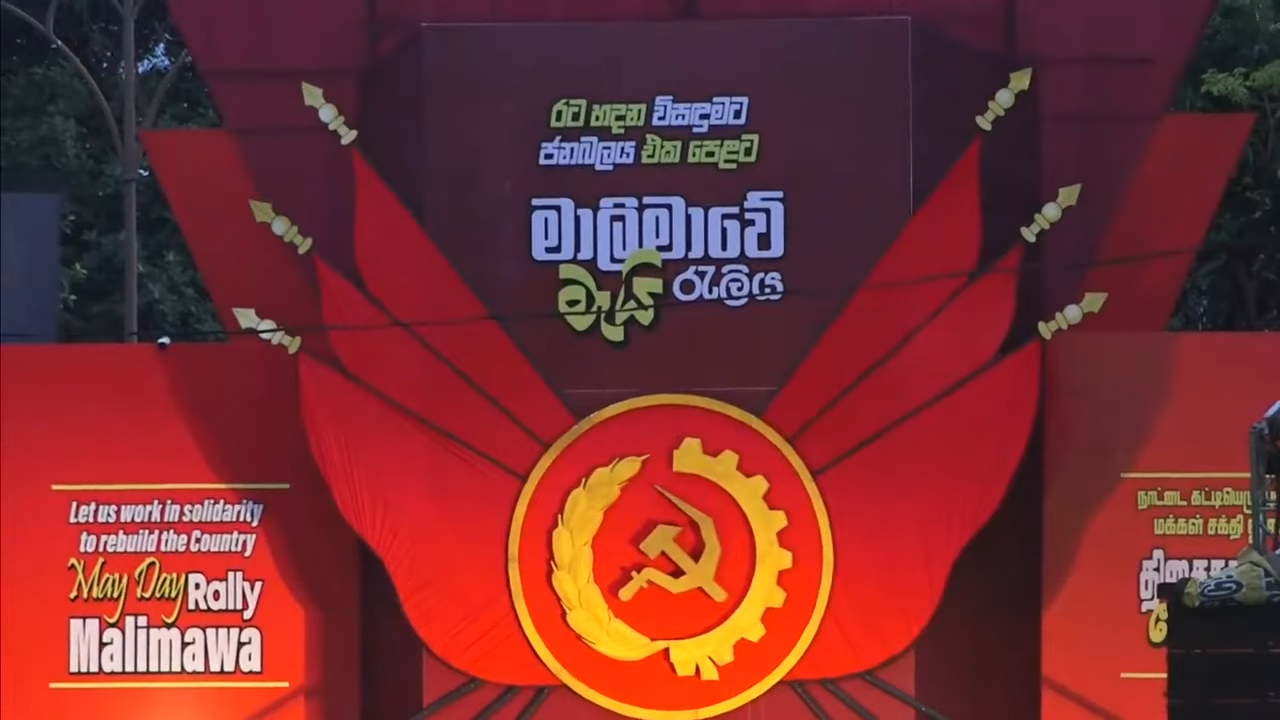 රට හදන විසඳුමට
ජනබලය එක පෙළට
මාලිමාවේ
මැයි රැලිය
Let us work in solidarity
to rebuild the Country
May Day Rally
Malimawa
நாட்டை
மக்கள் சக்தி